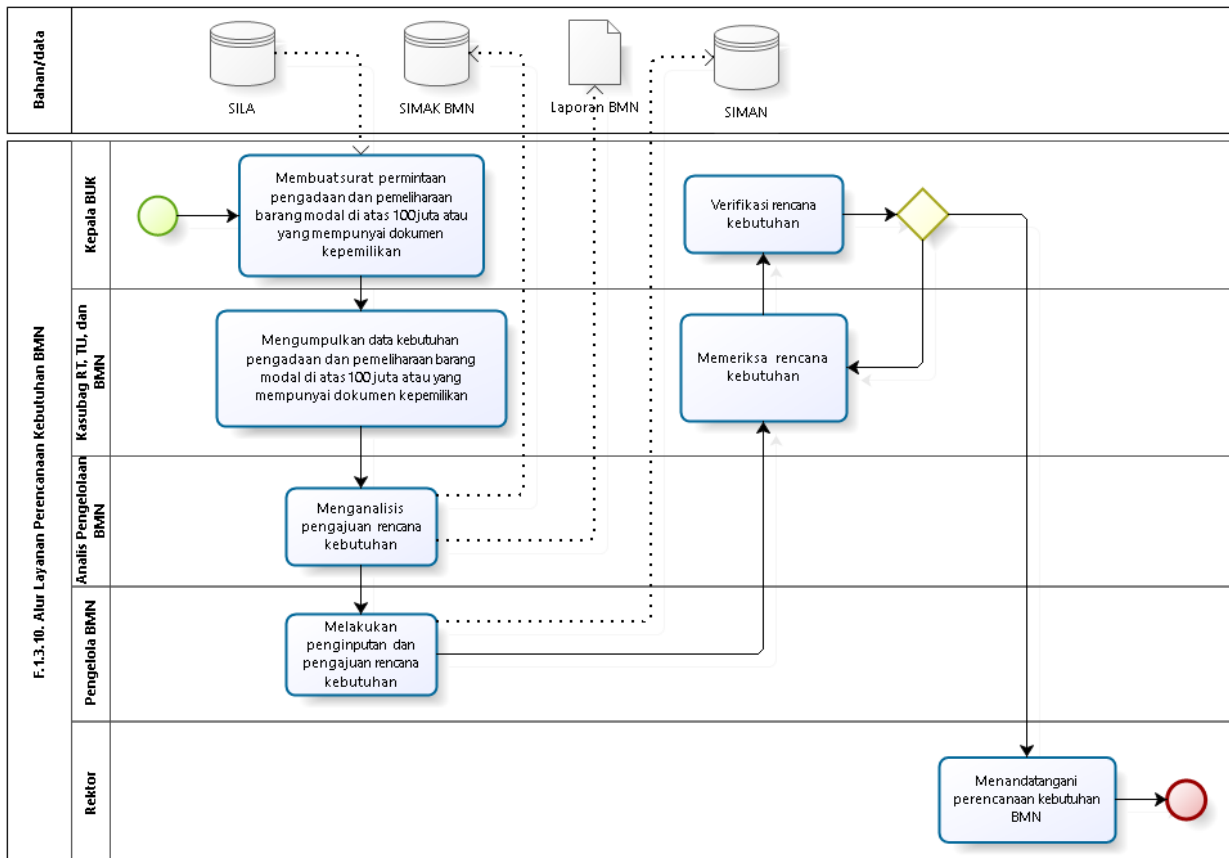 Bahan/data
SILA
SIMAK BMN
Laporan BMN
SIMAN
F.1.3.10. Alur Layanan Perencanaan Kebutuhan BMN
Kepala BUK
Membuat surat permintaan
pengadaan dan pemeliharaan
barang modal di atas 100 juta atau
yang mempunyai dokumen
kepemilikan
Verifikasi rencana
kebutuhan
Kasubag RT, TU, dan
BMN
Mengumpulkan data kebutuhan
pengadaan dan pemeliharaan barang
modal di atas 100 juta atau yang
mempunyai dokumen kepemilikan
Memeriksa rencana
kebutuhan
Analis Pengelolaan
BMN
Menganalisis
pengajuan rencana
kebutuhan
Pengelola BMN
Melakukan
penginputan dan
pengajuan rencana
kebutuhan
Rektor
Menandatangani
perencanaan kebutuhan
BMN